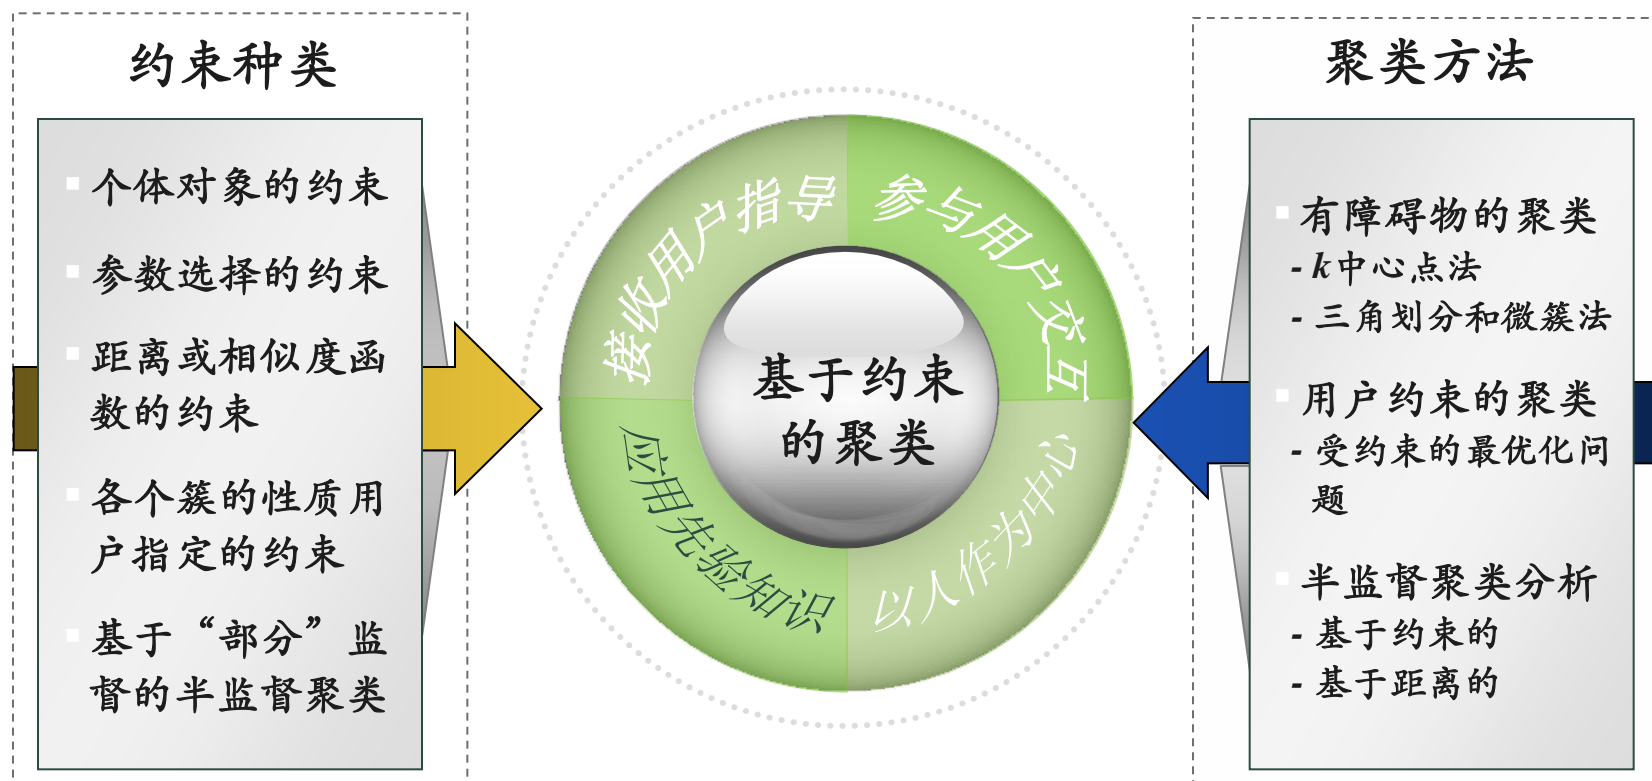 约束种类
个体对象的约束
参数选择的约束
距离或相似度函
数的约束
各个簇的性质用
户指定的约束
基于“部分”监
督的半监督聚类
接收用户指导
参与用户交互
应用先验知识
以人作为中心
基于约束
的聚类
聚类方法
有障碍物的聚类
- k中心点法
- 三角划分和微簇法
用户约束的聚类
- 受约束的最优化问
题
半监督聚类分析
- 基于约束的
- 基于距离的